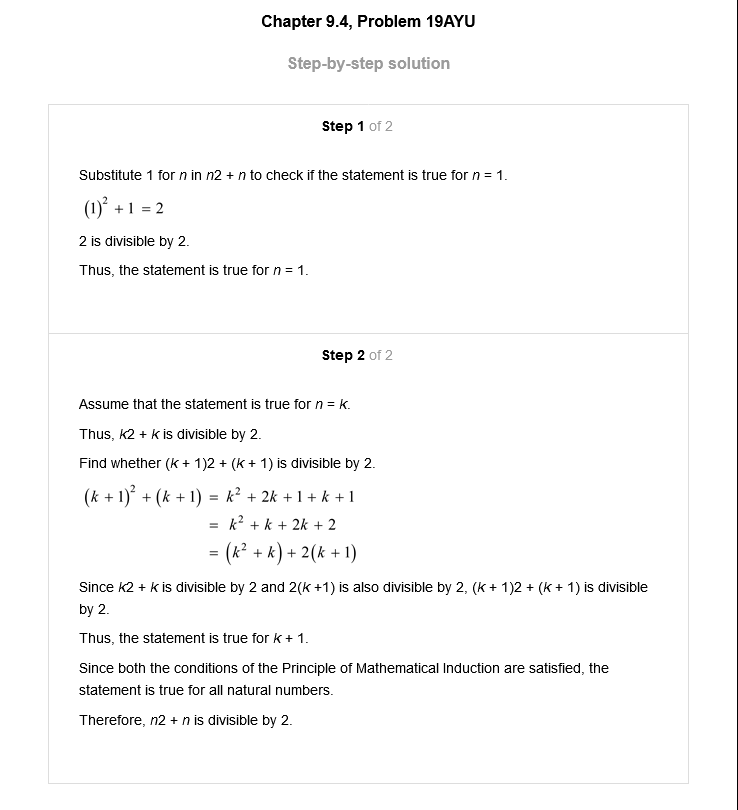 Chapter 9.4, Problem 19AYU
Step-by-step solution
Step 1 of 2
Substitute 1 for n in n2 + n to check if the statement is true for n = 1.
(1)² + 1 = 2
2 is divisible by 2.
Thus, the statement is true for n = 1.
Step 2 of 2
Assume that the statement is true for n = k.
Thus, k2 + k is divisible by 2.
Find whether (k + 1)2 + (k + 1) is divisible by 2.
(k + 1)² + (k + 1) = k² + 2k + 1 + k + 1
= k² + k + 2k + 2
= (k² + k) + 2(k + 1)
Since k2 + k is divisible by 2 and 2(k +1) is also divisible by 2, (k + 1)2 + (k + 1) is divisible
by 2.
Thus, the statement is true for k + 1.
Since both the conditions of the Principle of Mathematical Induction are satisfied, the
statement is true for all natural numbers.
Therefore, n2 + n is divisible by 2.